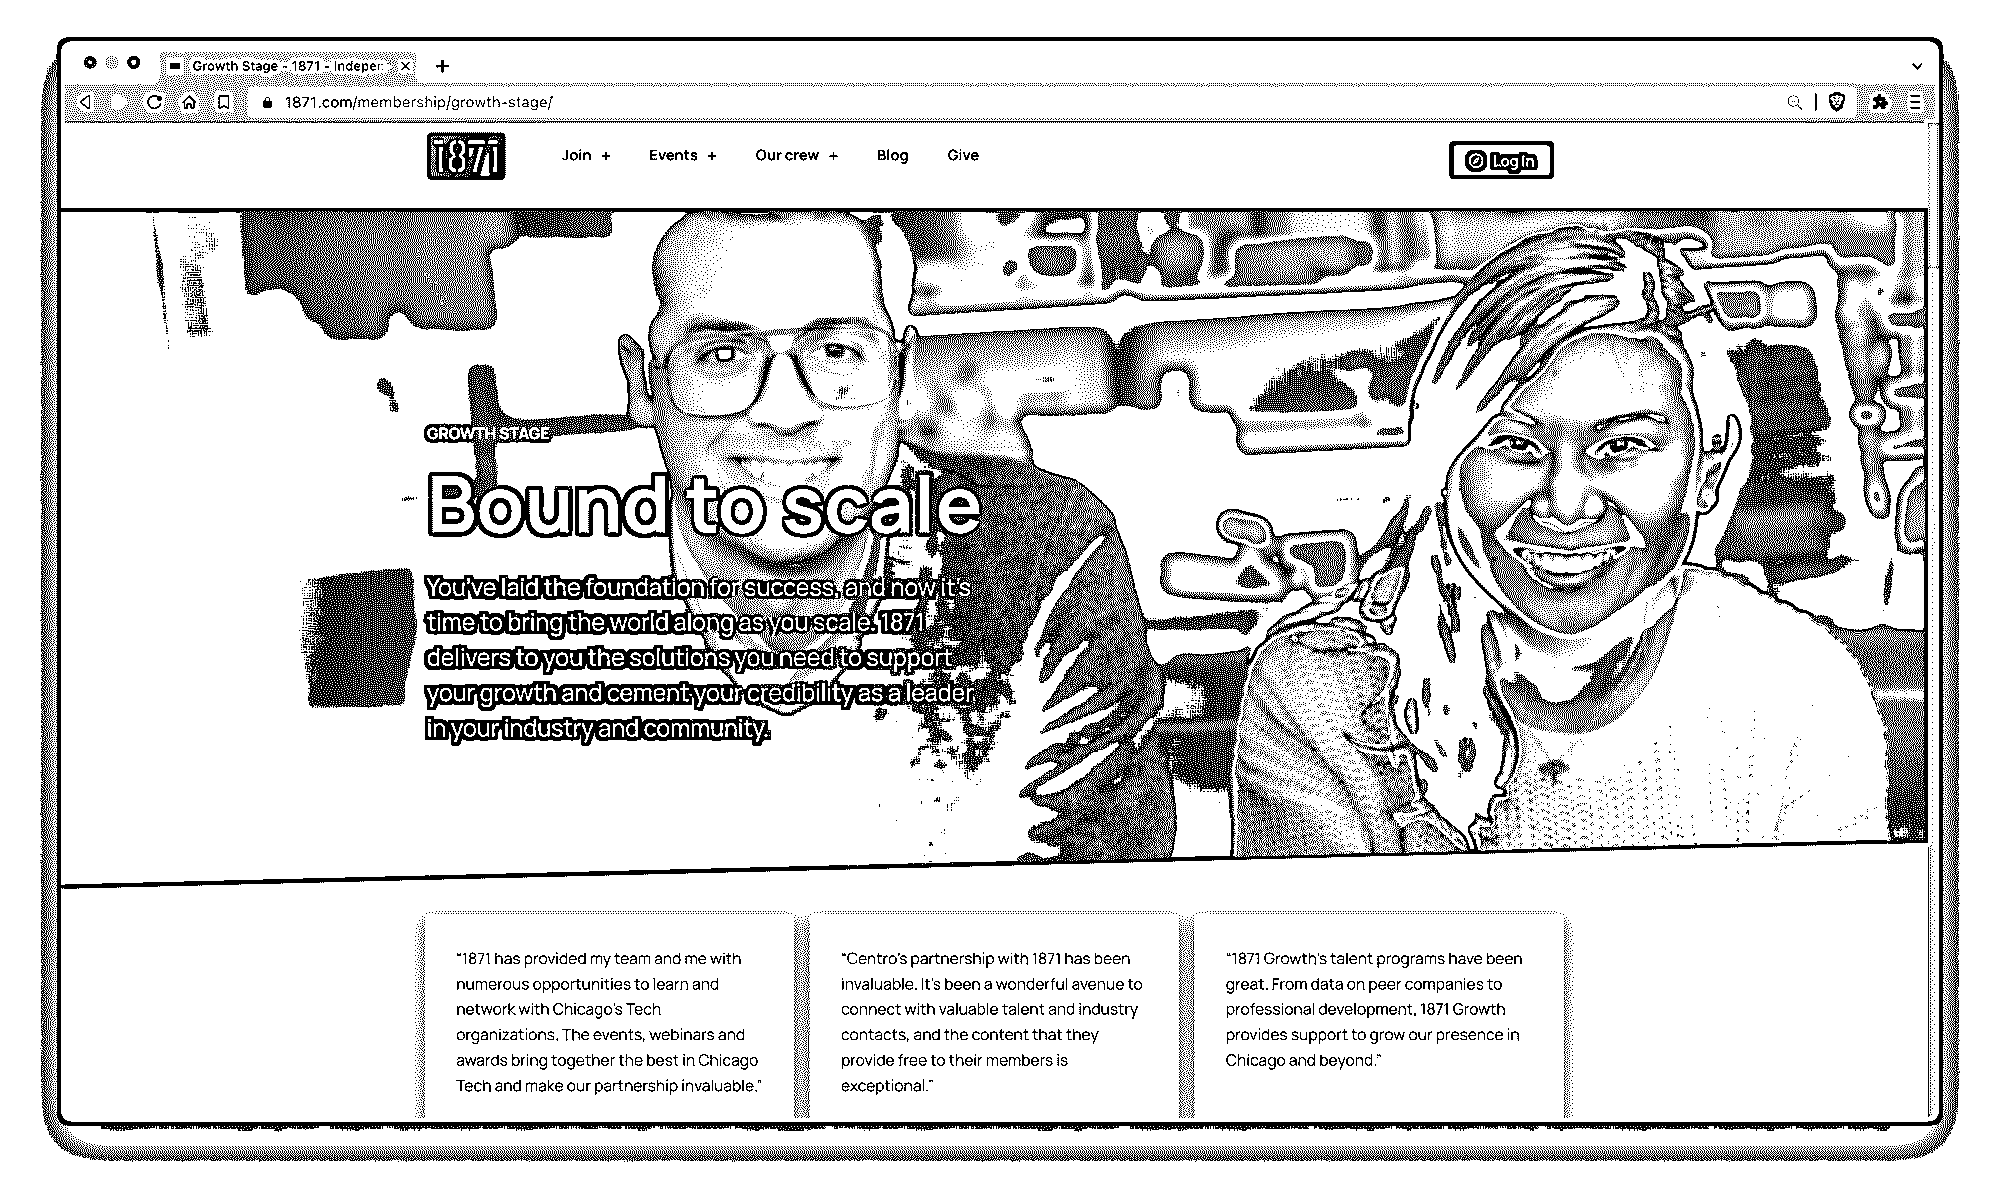 Growth Stage - 1871 - Indeper
1871.com/membership/growth-stage/
1871
Join + Events + Our crew + Blog Give
Log In
GROWTH STAGE
Bound to scale
You've laid the foundation for success, and now it's
time to bring the world along as you scale. 1871
delivers to you the solutions you need to support
your growth and cement your credibility as a leader
in your industry and community.
“1871 has provided my team and me with
numerous opportunities to learn and
network with Chicago's Tech
organizations. The events, webinars and
awards bring together the best in Chicago
Tech and make our partnership invaluable.”
“Centro's partnership with 1871 has been
invaluable. It's been a wonderful avenue to
connect with valuable talent and industry
contacts, and the content that they
provide free to their members is
exceptional.”
“1871 Growth's talent programs have been
great. From data on peer companies to
professional development, 1871 Growth
provides support to grow our presence in
Chicago and beyond.”